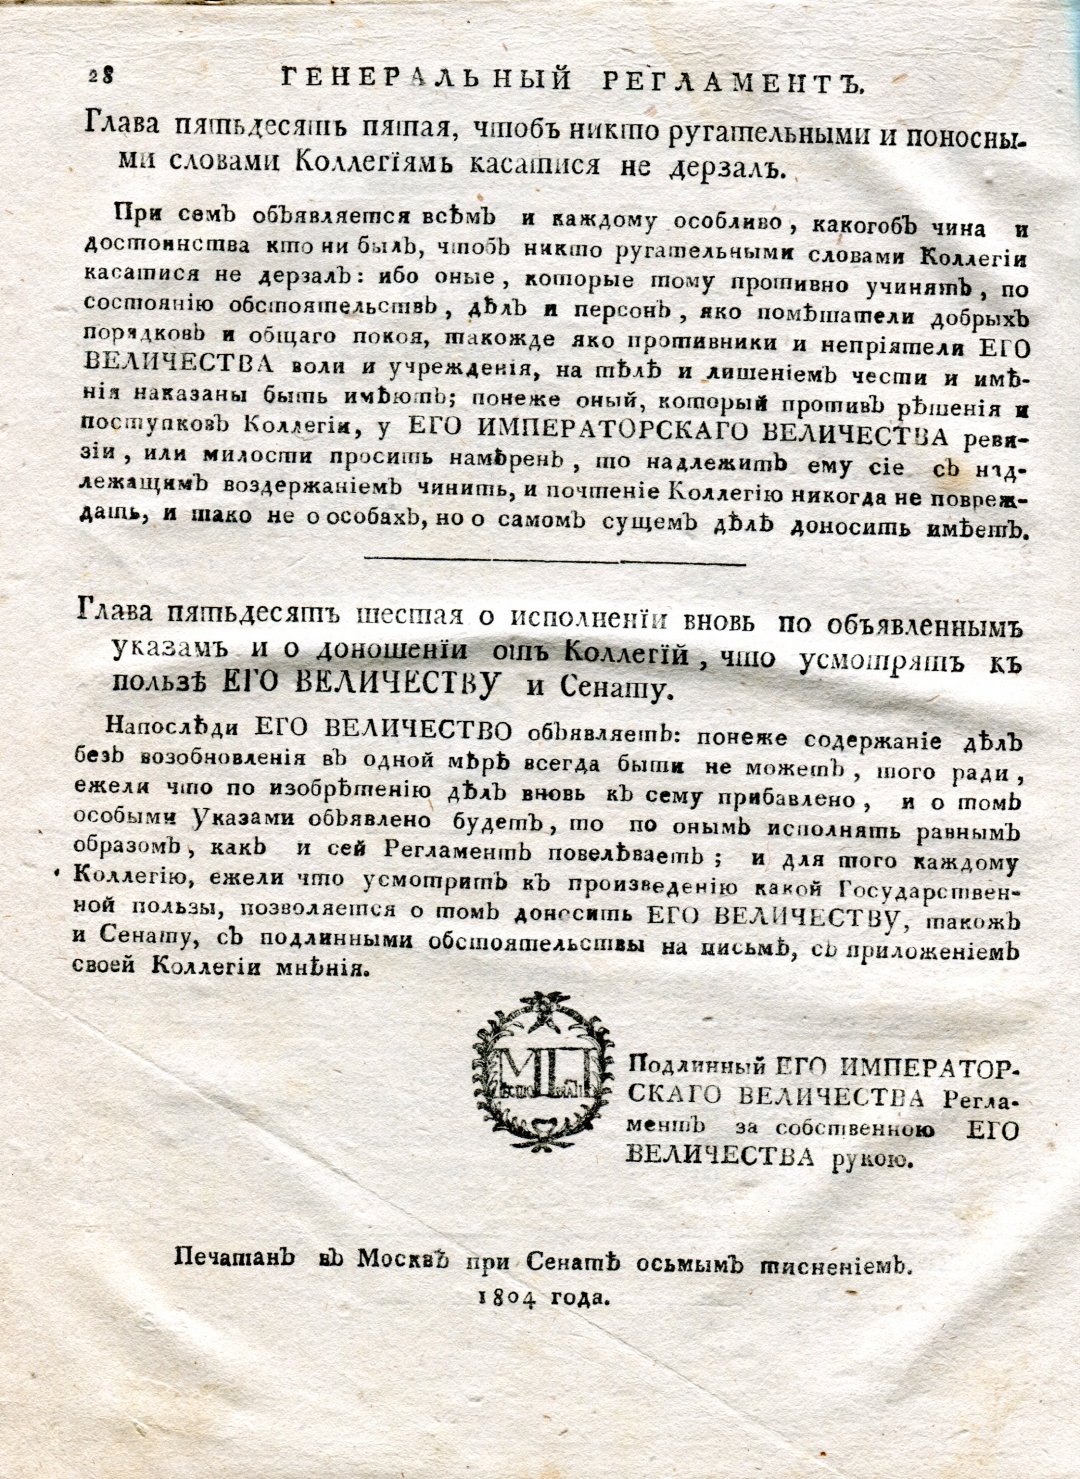 28 ГЕНЕРАЛЬНЫЙ РЕГЛАМЕНТЪ.
Глава пятьдесятъ пятая, чтобъ никто ругательными и поносны-
ми словами Коллегїямъ касатися не дерзалъ.
При семъ объявляется всѣмъ и каждому особливо, какогобъ чина и
достоинства кто ни былъ, чтобъ никто ругательными словами Коллегіи
касатися не дерзалъ: ибо оные, которые тому противно учинятъ, по
состоянію обстоятельствъ, дѣлъ и персонъ, яко помѣшатели добрыхъ
порядковъ и общаго покоя, такожде яко противники и непріятели ЕГО
ВЕЛИЧЕСТВА воли и учрежденія, на тѣлѣ и лишеніемъ чести и имѣ-
нія наказаны быть имѣютъ; понеже оный, который противъ рѣшенія и
поступковъ Коллегіи, у ЕГО ИМПЕРАТОРСКАГО ВЕЛИЧЕСТВА реви-
зіи, или милости просить намѣренъ, то надлежитъ ему сіе съ над-
лежащимъ воздержаніемъ чинить, и почтеніе Коллегію никогда не повреж-
дать, и тако не о особахъ, но о самомъ сущемъ дѣлѣ доносить имѣетъ.
Глава пятьдесятъ шестая о исполненїи вновь по объявленнымъ
указамъ и о доношенїи отъ Коллегїй, что усмотрятъ къ
пользѣ ЕГО ВЕЛИЧЕСТВУ и Сенату.
Напослѣди ЕГО ВЕЛИЧЕСТВО объявляетъ: понеже содержаніе дѣлъ
безъ возобновленія въ одной мѣрѣ всегда быти не можетъ, того ради,
ежели что по изобрѣтенію дѣлъ вновь къ сему прибавлено, и о томъ
особыми Указами объявлено будетъ, то по онымъ исполнять равнымъ
образомъ, какъ и сей Регламентъ повелѣваетъ; и для того каждому
Коллегію, ежели что усмотритъ къ произведенію какой Государствен-
ной пользы, позволяется о томъ доносить ЕГО ВЕЛИЧЕСТВУ, такожъ
и Сенату, съ подлинными обстоятельствы на письмѣ, съ приложеніемъ
своей Коллегіи мнѣнія.
Подлинный ЕГО ИМПЕРАТОР-
СКАГО ВЕЛИЧЕСТВА Регла-
ментъ за собственною ЕГО
ВЕЛИЧЕСТВА рукою.
Печатанъ въ Москвѣ при Сенатѣ осьмымъ тисненіемъ.
1804 года.